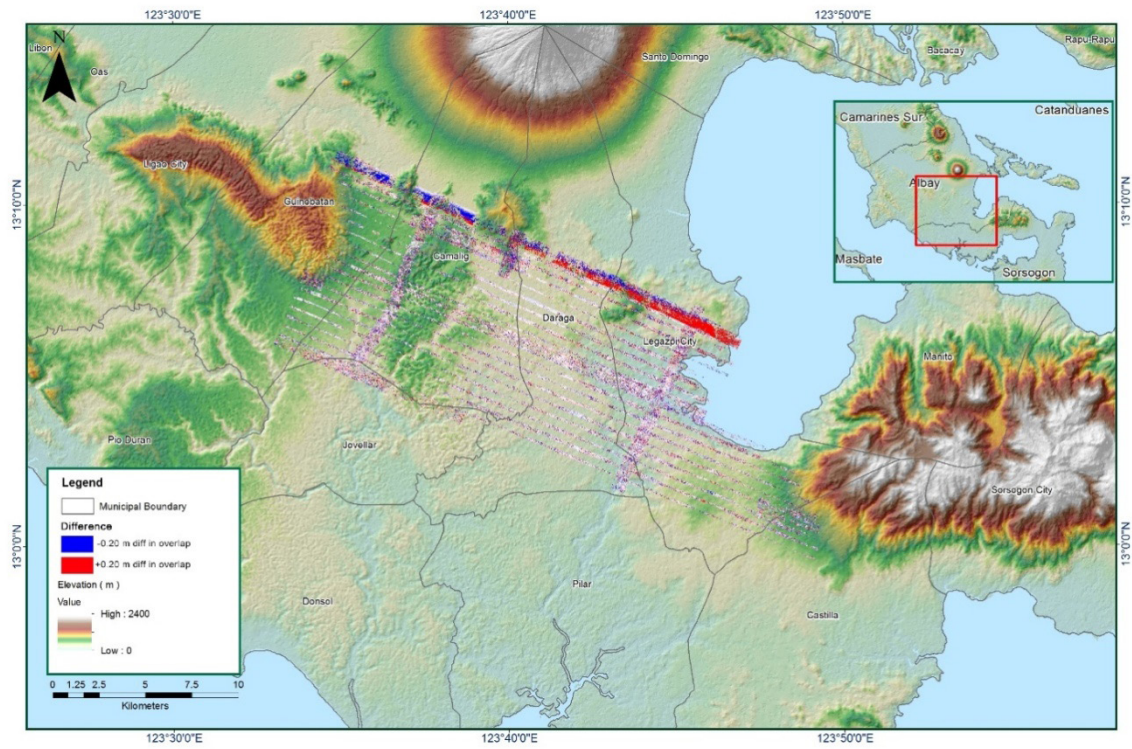 123°30'0"E 123°40'0"E 123°50'0"E
N
Libon
Oas
Santo Domingo
Bacacay
Rapu-Rapu
Ligao City
Guinobatan
Camalig
Daraga
Legazpi City
Manito
Sorsogon City
Pio Duran
Jovellar
Donsol
Pilar
Castilla
13°10'0"N
13°0'0"N
13°10'0"N
13°0'0"N
Camarines Sur
Catanduanes
Albay
Masbate
Sorsogon
Legend
Municipal Boundary
Difference
-0.20 m diff in overlap
+0.20 m diff in overlap
Elevation ( m )
Value
High : 2400
Low : 0
0 1.25 2.5 5 7.5 10
Kilometers
123°30'0"E 123°40'0"E 123°50'0"E